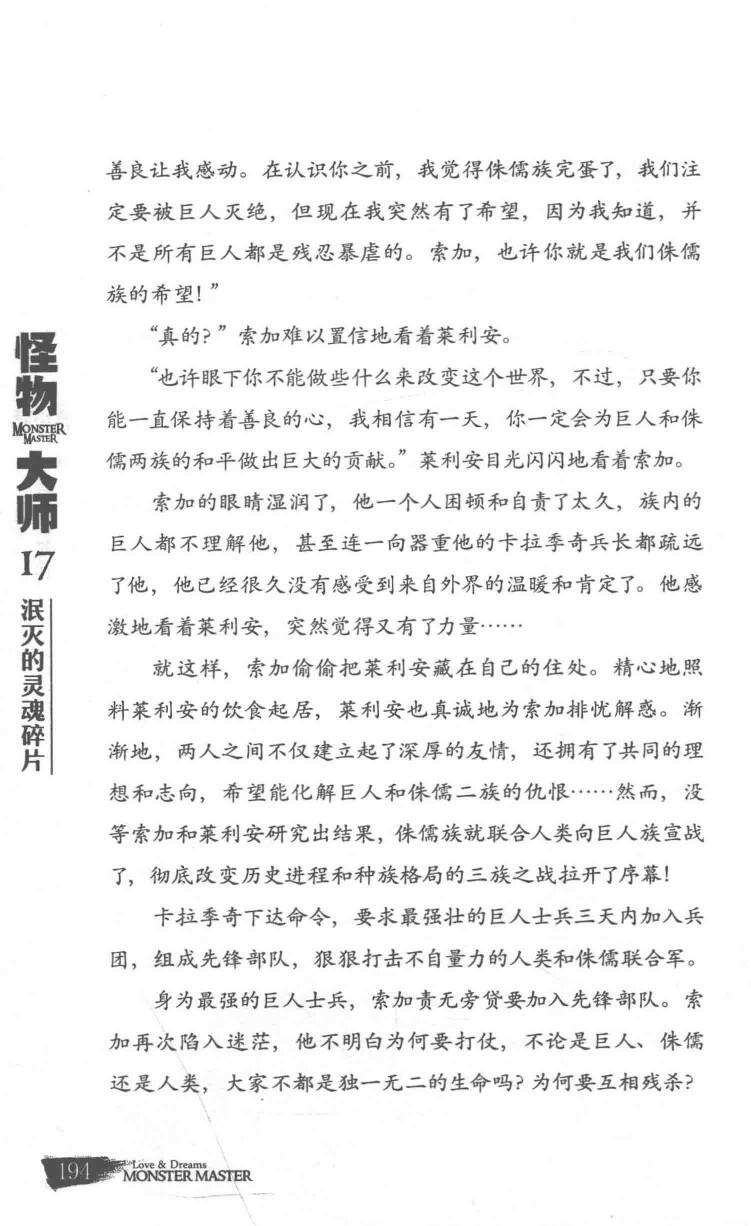 善良让我感动。在认识你之前，我觉得侏儒族完蛋了，我们注
定要被巨人灭绝，但现在我突然有了希望，因为我知道，并
不是所有巨人都是残忍暴虐的。索加，也许你就是我们侏儒
族的希望！”
“真的？”索加难以置信地看着莱利安。
“也许眼下你不能做些什么来改变这个世界，不过，只要你
能一直保持着善良的心，我相信有一天，你一定会为巨人和侏
儒两族的和平做出巨大的贡献。”莱利安目光闪闪地看着索加。
索加的眼睛湿润了，他一个人困顿和自责了太久，族内的
巨人都不理解他，甚至连一向器重他的卡拉季奇兵长都疏远
了他，他已经很久没有感受到来自外界的温暖和肯定了。他感
激地看着莱利安，突然觉得又有了力量……
就这样，索加偷偷把莱利安藏在自己的住处。精心地照
料莱利安的饮食起居，莱利安也真诚地为索加排忧解惑。渐
渐地，两人之间不仅建立起了深厚的友情，还拥有了共同的理
想和志向，希望能化解巨人和侏儒二族的仇恨……然而，没
等索加和莱利安研究出结果，侏儒族就联合人类向巨人族宣战
了，彻底改变历史进程和种族格局的三族之战拉开了序幕！
卡拉季奇下达命令，要求最强壮的巨人士兵三天内加入兵
团，组成先锋部队，狠狠打击不自量力的人类和侏儒联合军。
身为最强的巨人士兵，索加责无旁贷要加入先锋部队。索
加再次陷入迷茫，他不明白为何要打仗，不论是巨人、侏儒
还是人类，大家不都是独一无二的生命吗？为何要互相残杀？
怪物
MONSTER
MASTER
大师
17
泯灭的灵魂碎片
194
Love & Dreams
MONSTER MASTER